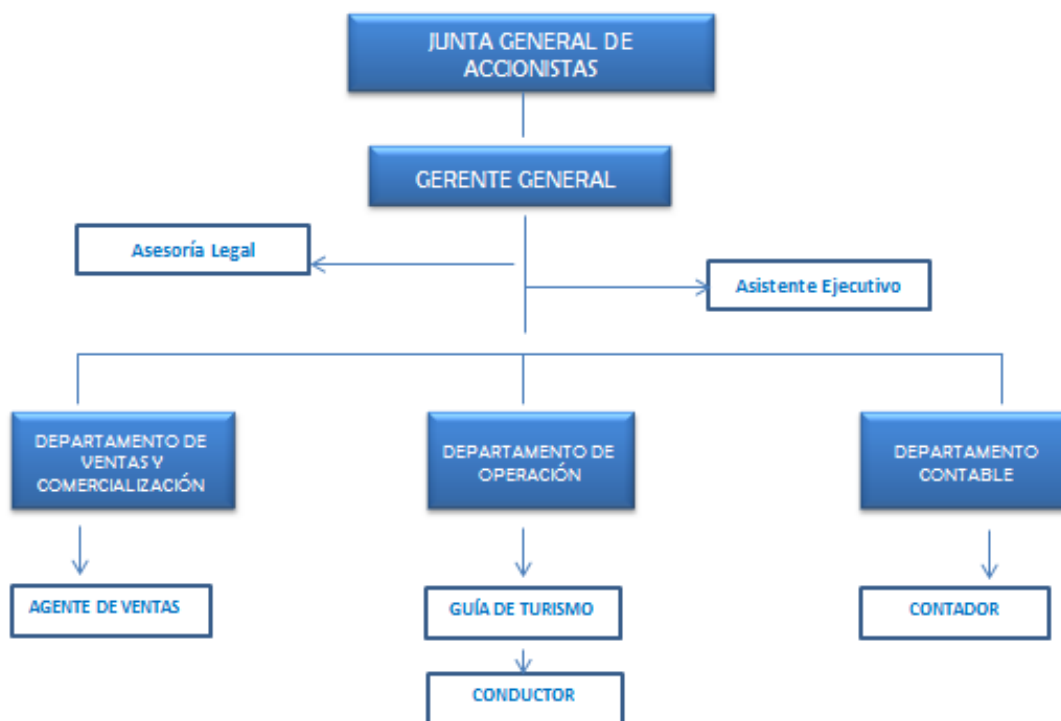 JUNTA GENERAL DE
ACCIONISTAS
GERENTE GENERAL
Asesoría Legal
Asistente Ejecutivo
DEPARTAMENTO DE
VENTAS Y
COMERCIALIZACIÓN
DEPARTAMENTO DE
OPERACIÓN
DEPARTAMENTO
CONTABLE
AGENTE DE VENTAS
GUÍA DE TURISMO
CONTADOR
CONDUCTOR